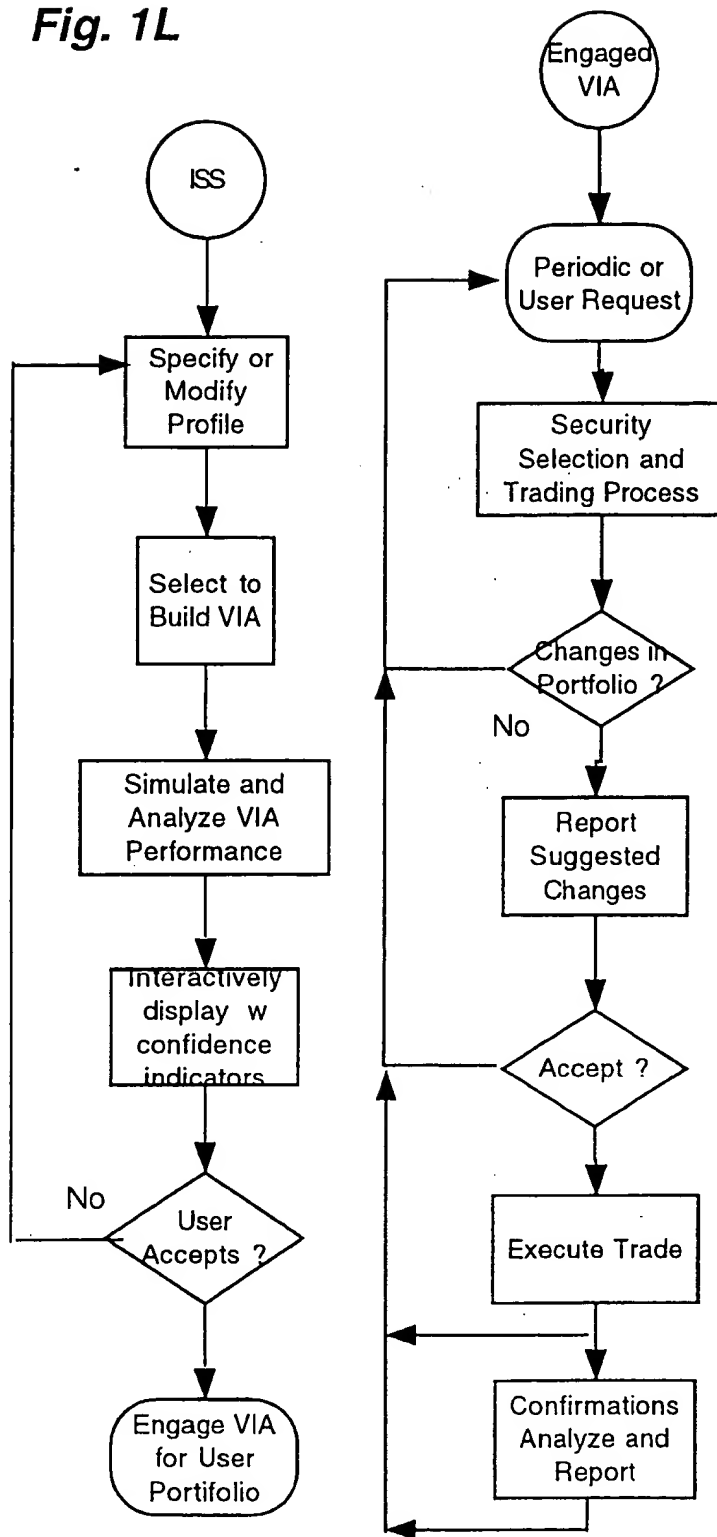 Fig. 1L
ISS
Specify or
Modify
Profile
Select to
Build VIA
Simulate and
Analyze VIA
Performance
Interactively
display w
confidence
indicators
No
User
Accepts ?
Engage VIA
for User
Portifolio
Engaged
VIA
Periodic or
User Request
Security
Selection and
Trading Process
Changes in
Portfolio ?
No
Report
Suggested
Changes
Accept ?
Execute Trade
Confirmations
Analyze and
Report